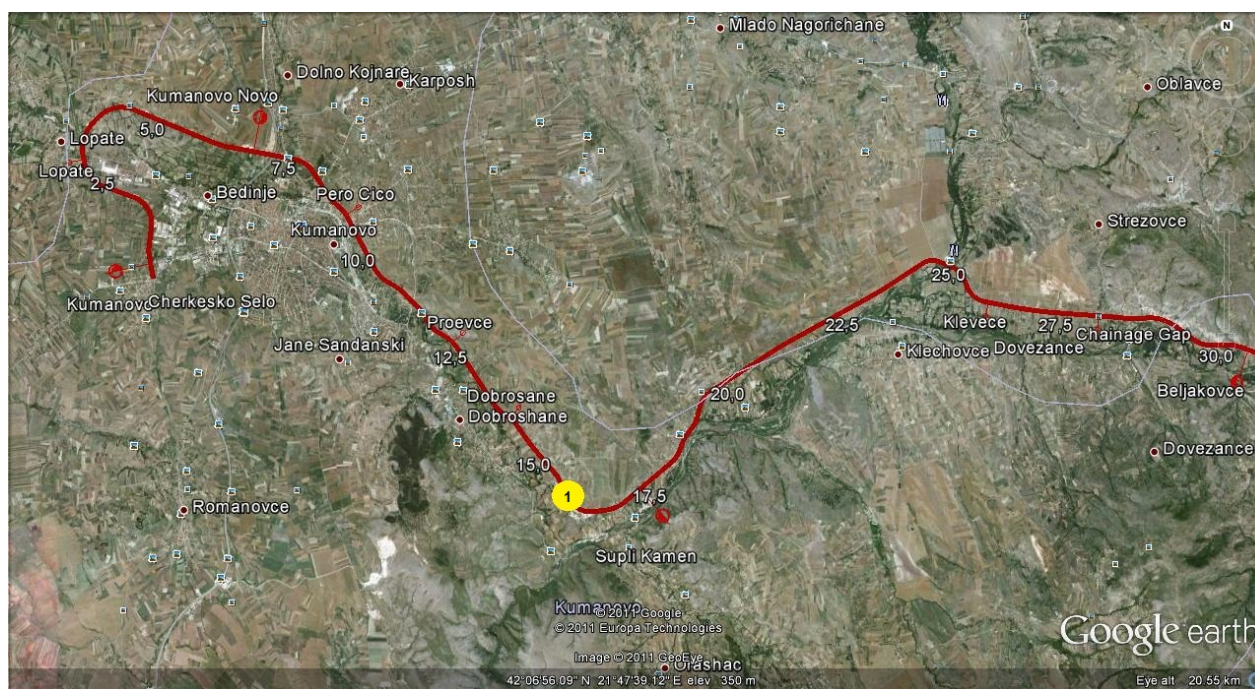 Mlado Nagorichane
N
Dolno Kojnare
Karposh
Oblavce
Kumanovo Novo
5,0
Lopate
7,5
Lopate
2,5
Bedinje
Pero Cico
Strezovce
Kumanovo
10,0
25,0
Kumanovo
Cherkesko Selo
Proevce
22,5
Klevece
27,5
Chainage Gap
Jane Sandanski
12,5
Klechovce
Dovezance
30,0
Dobrosane
20,0
Beljakovce
Dobroshane
Dovezance
15,0
1
17,5
Romanovce
Supli Kamen
Kumanovo
© 2011 Google
© 2011 Europa Technologies
Google earth
Image © 2011 GeoEye
Orashac
42°06'56.09" N 21°47'39.12" E elev 350 m
Eye alt 20.55 km